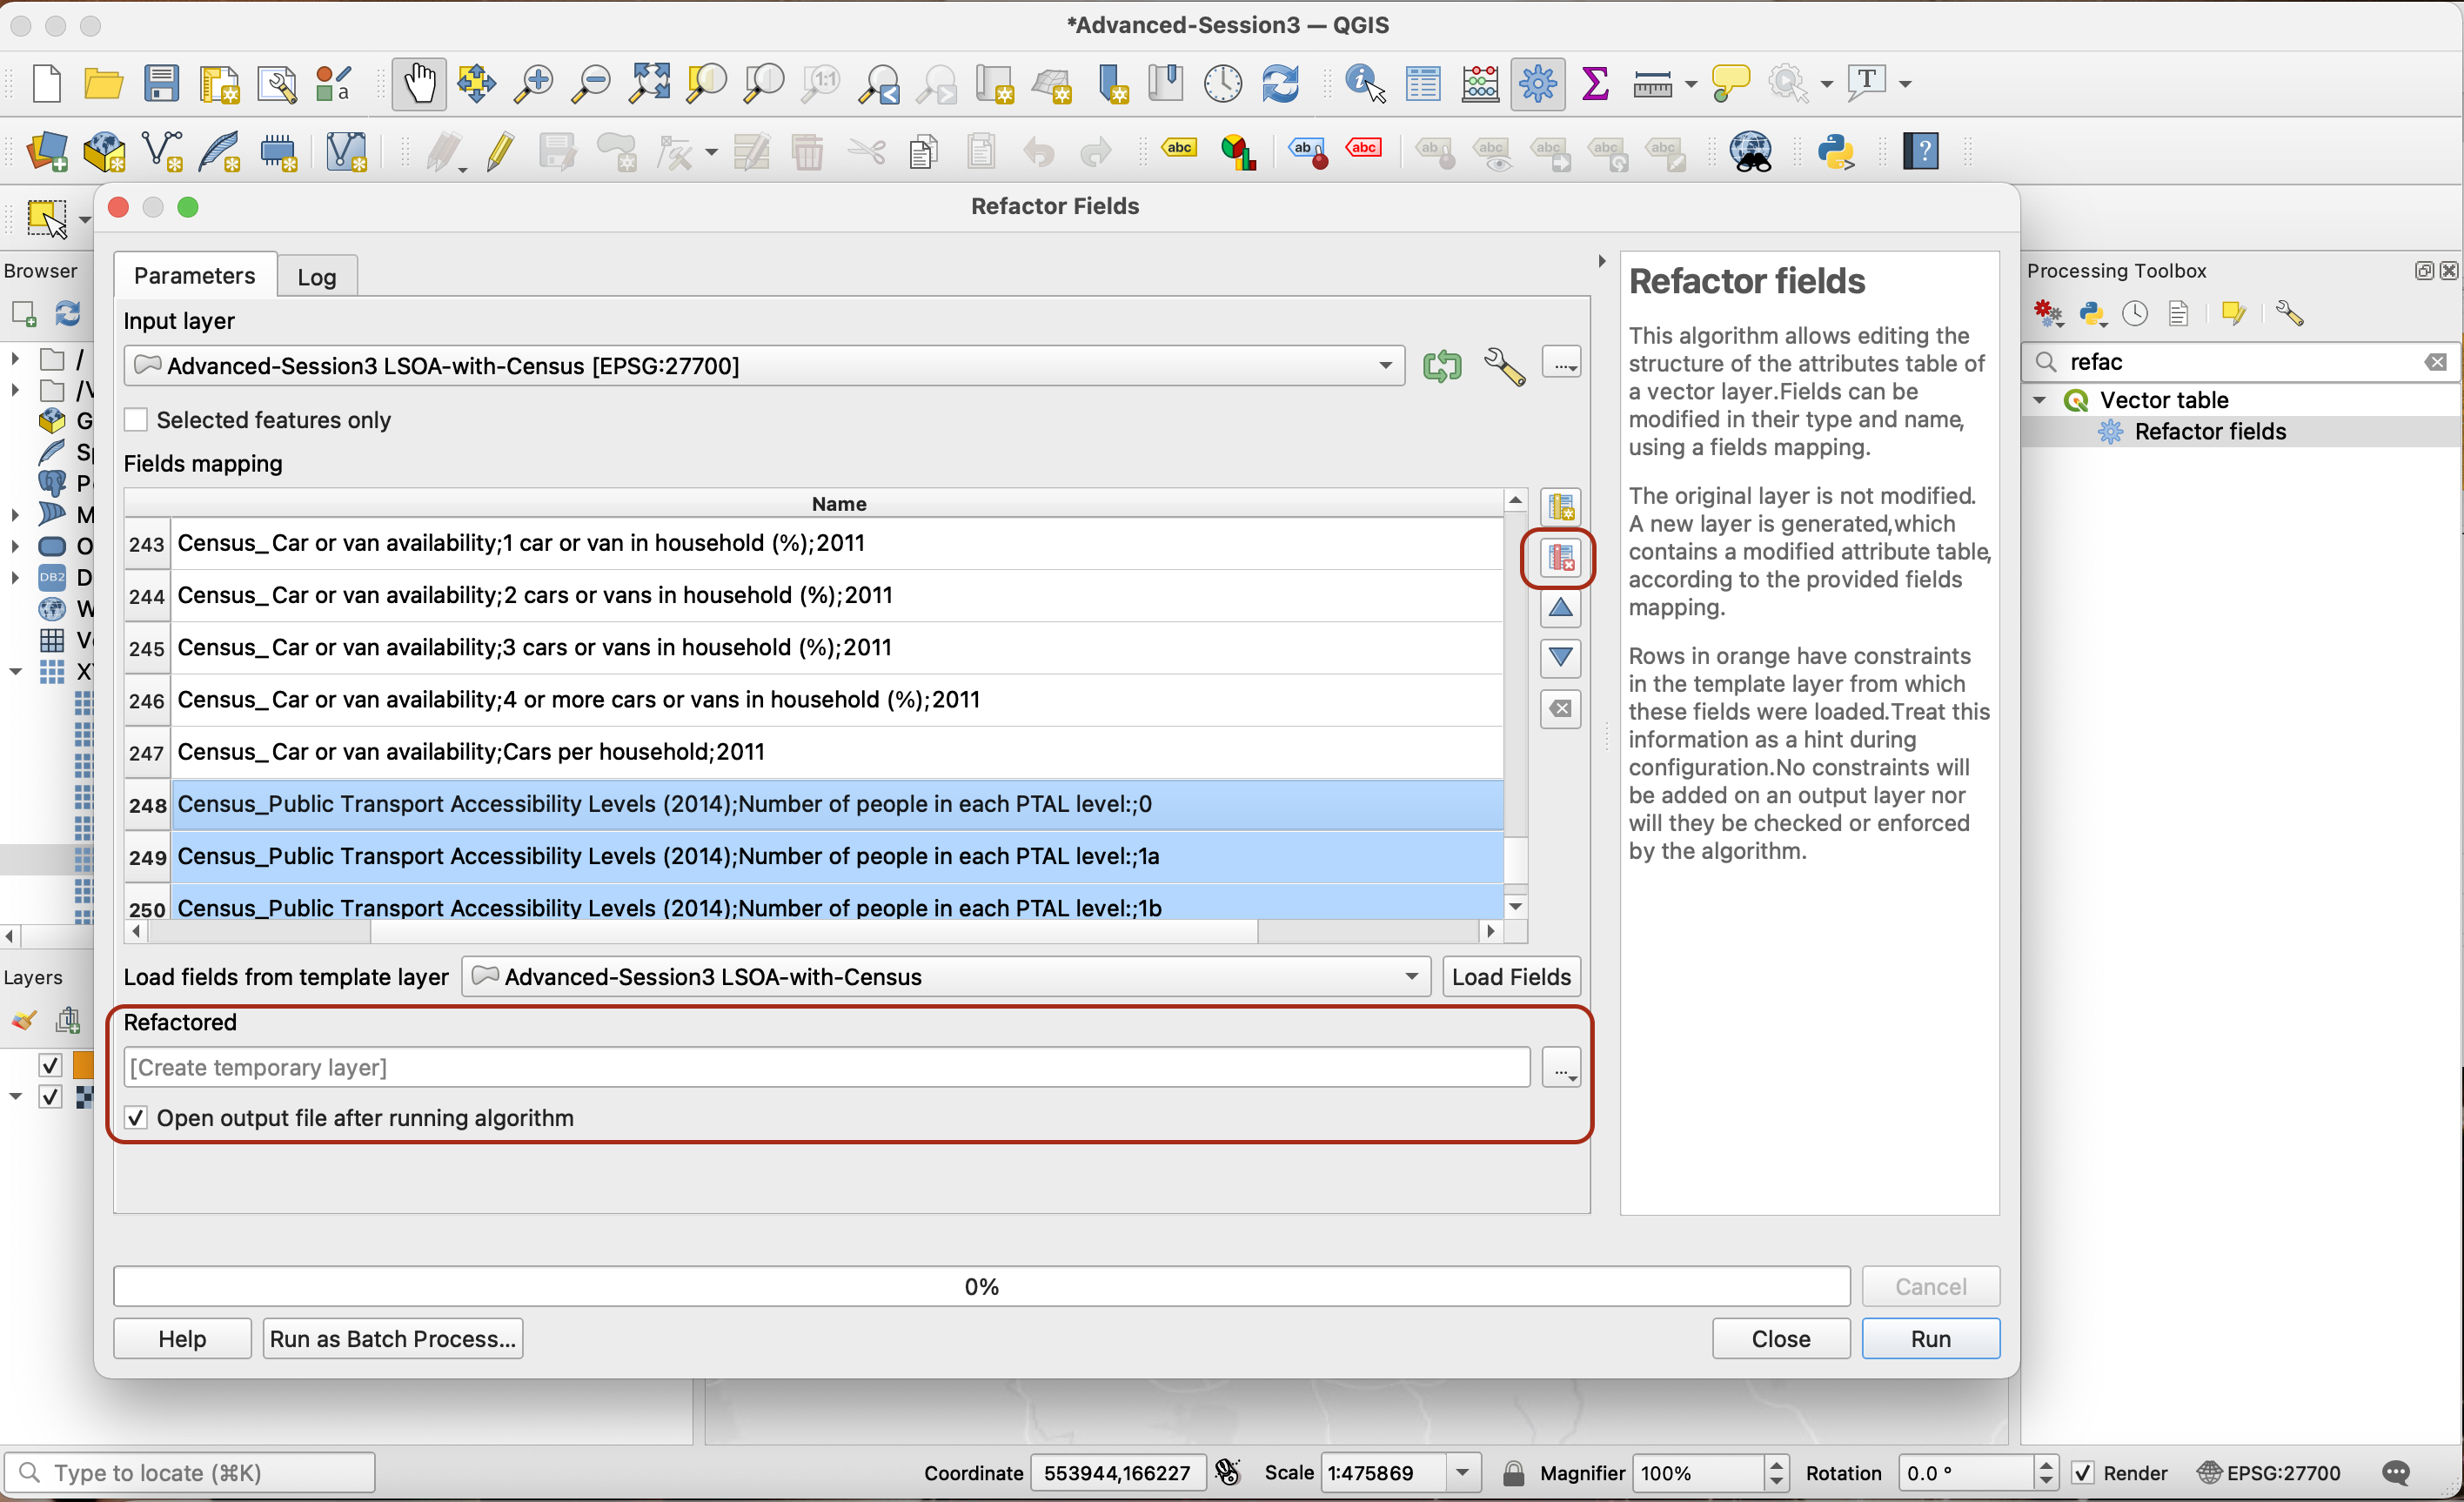 *Advanced-Session3 — QGIS
Refactor Fields
Browser
Parameters
Log
Input layer
Advanced-Session3 LSOA-with-Census [EPSG:27700]
Selected features only
Fields mapping
Name
243 Census_Car or van availability;1 car or van in household (%);2011
244 Census_Car or van availability;2 cars or vans in household (%);2011
245 Census_Car or van availability;3 cars or vans in household (%);2011
246 Census_Car or van availability;4 or more cars or vans in household (%);2011
247 Census_Car or van availability;Cars per household;2011
248 Census_Public Transport Accessibility Levels (2014);Number of people in each PTAL level:;0
249 Census_Public Transport Accessibility Levels (2014);Number of people in each PTAL level:;1a
250 Census_Public Transport Accessibility Levels (2014);Number of people in each PTAL level:;1b
Load fields from template layer
Advanced-Session3 LSOA-with-Census
Load Fields
Refactored
[Create temporary layer]
Open output file after running algorithm
0%
Cancel
Help
Run as Batch Process...
Close
Run
Refactor fields
This algorithm allows editing the
structure of the attributes table of
a vector layer.Fields can be
modified in their type and name,
using a fields mapping.
The original layer is not modified.
A new layer is generated,which
contains a modified attribute table,
according to the provided fields
mapping.
Rows in orange have constraints
in the template layer from which
these fields were loaded.Treat this
information as a hint during
configuration.No constraints will
be added on an output layer nor
will they be checked or enforced
by the algorithm.
Processing Toolbox
refac
Vector table
Refactor fields
Layers
Type to locate (⌘K)
Coordinate 553944,166227
Scale 1:475869
Magnifier 100%
Rotation 0.0 °
Render
EPSG:27700